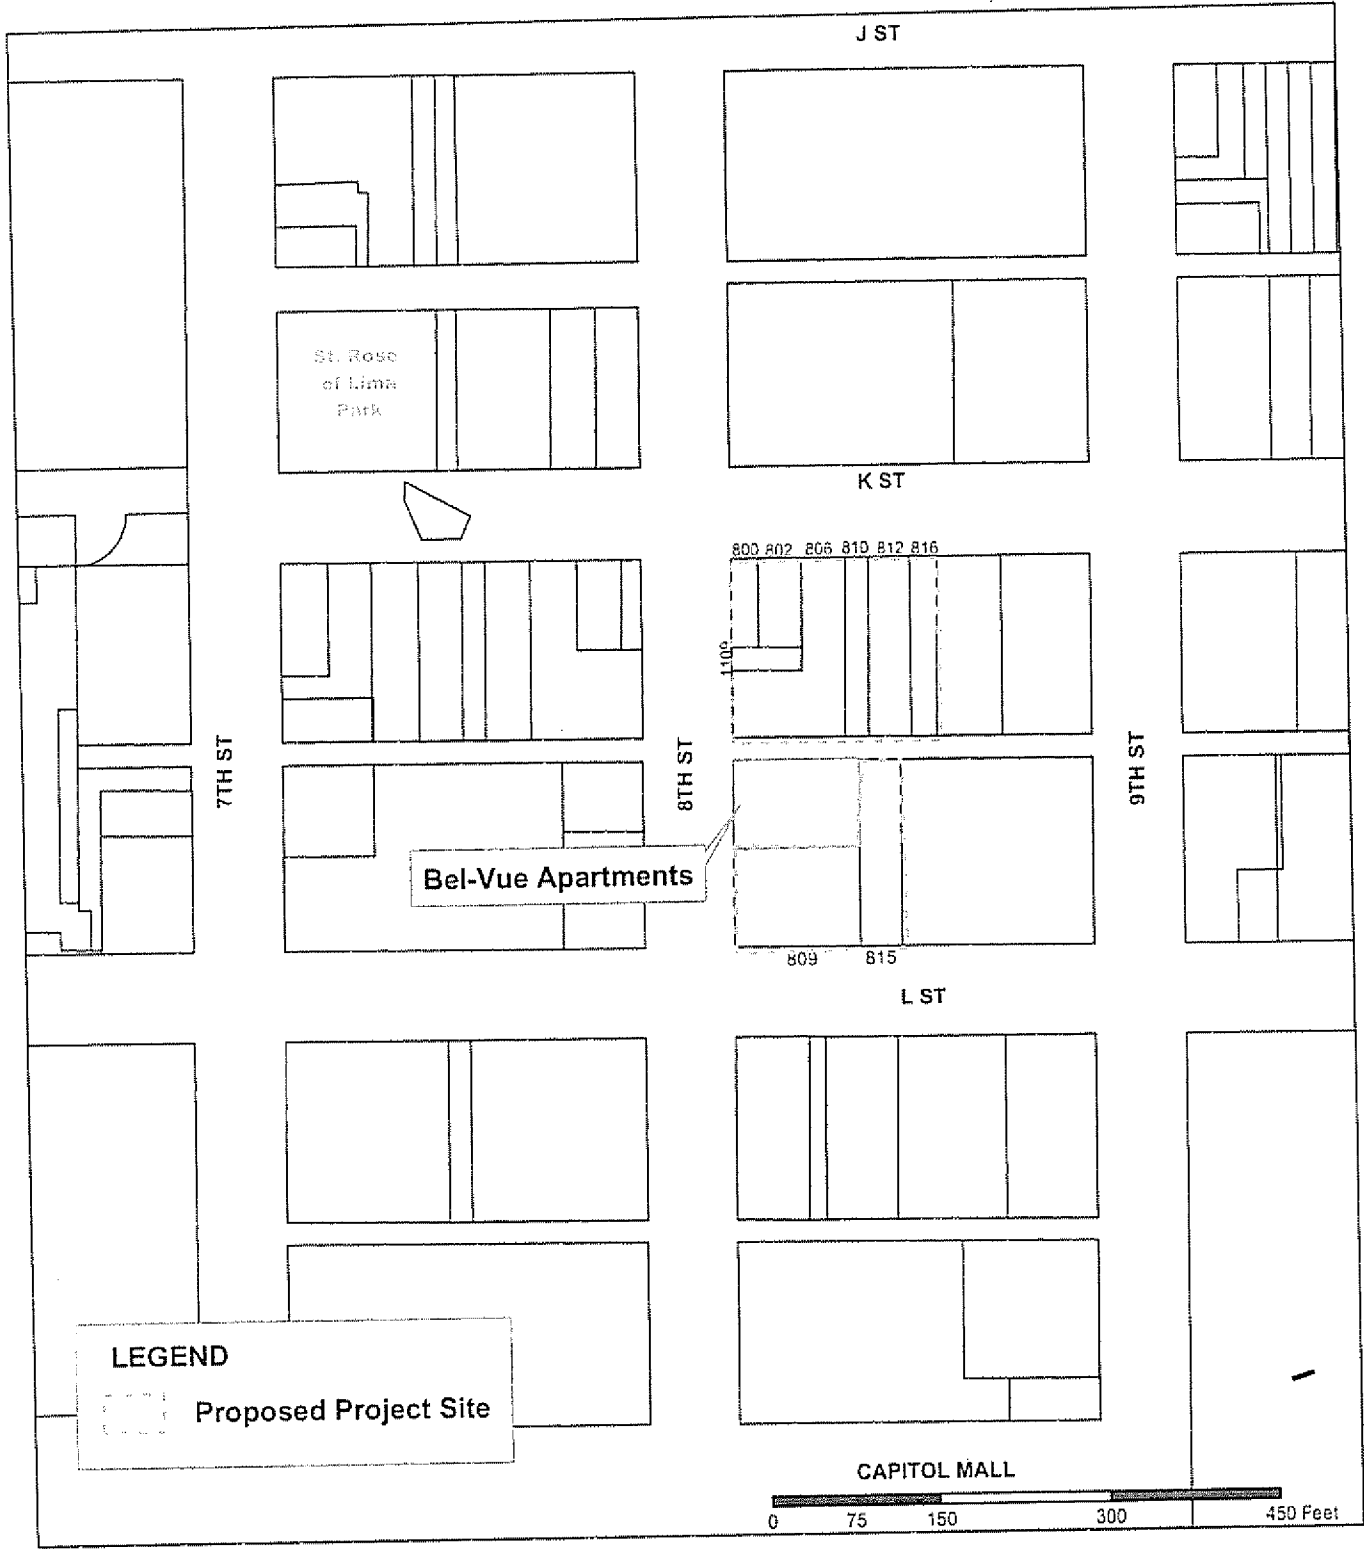 J ST
St. Rose
of Lima
Park
K ST
800 802 806 810 812 816
1109
7TH ST
8TH ST
9TH ST
Bel-Vue Apartments
809 815
L ST
LEGEND
Proposed Project Site
CAPITOL MALL
0 75 150 300 450 Feet